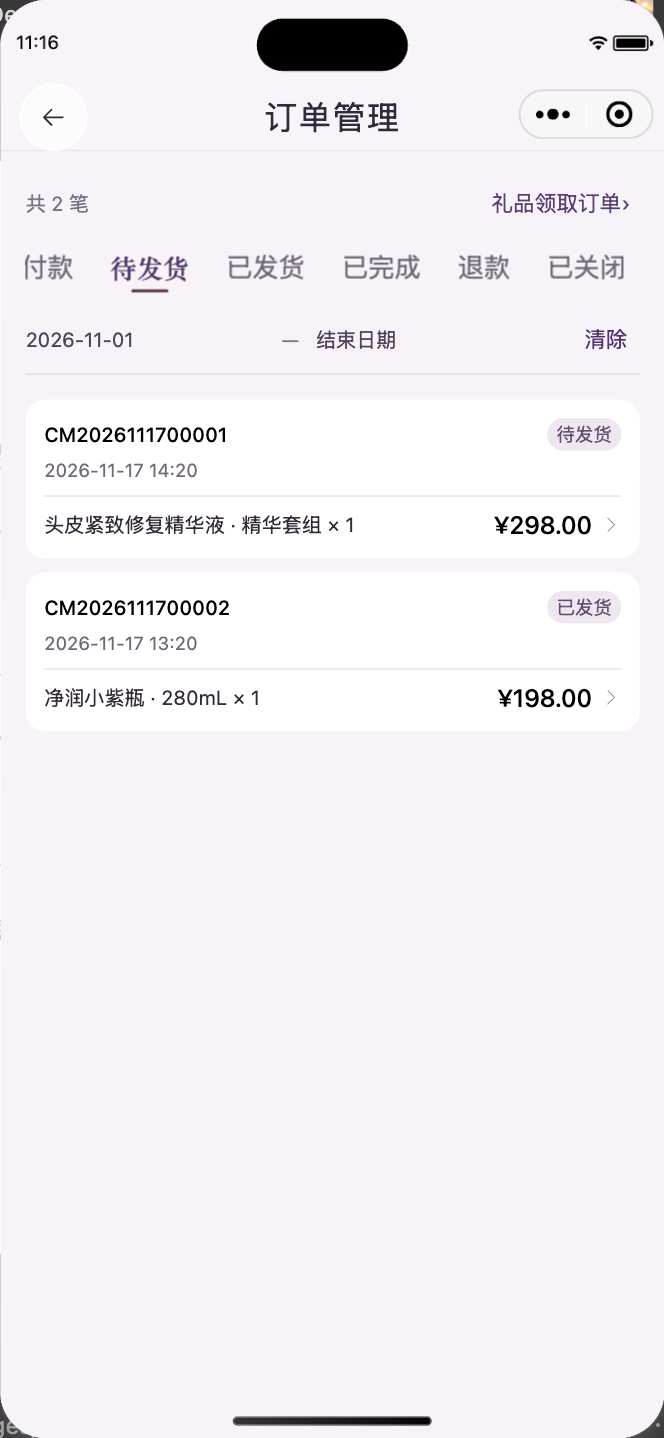 11:16
订单管理
共 2 笔
礼品领取订单›
付款 待发货 已发货 已完成 退款 已关闭
2026-11-01 — 结束日期 清除
CM2026111700001 待发货
2026-11-17 14:20
头皮紧致修复精华液 · 精华套组 × 1 ¥298.00
CM2026111700002 已发货
2026-11-17 13:20
净润小紫瓶 · 280mL × 1 ¥198.00